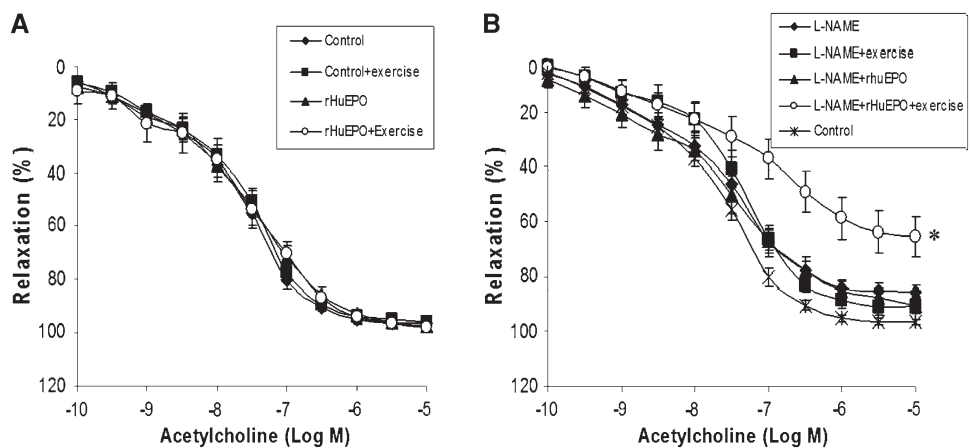 A
Control
Control+exercise
rHuEPO
rHuEPO+Exercise
Relaxation (%)
0
20
40
60
80
100
120
-10
-9
-8
-7
-6
-5
Acetylcholine (Log M)
B
L-NAME
L-NAME+exercise
L-NAME+rhuEPO
L-NAME+rHuEPO+exercise
Control
Relaxation (%)
0
20
40
60
80
100
120
*
-10
-9
-8
-7
-6
-5
Acetylcholine (Log M)